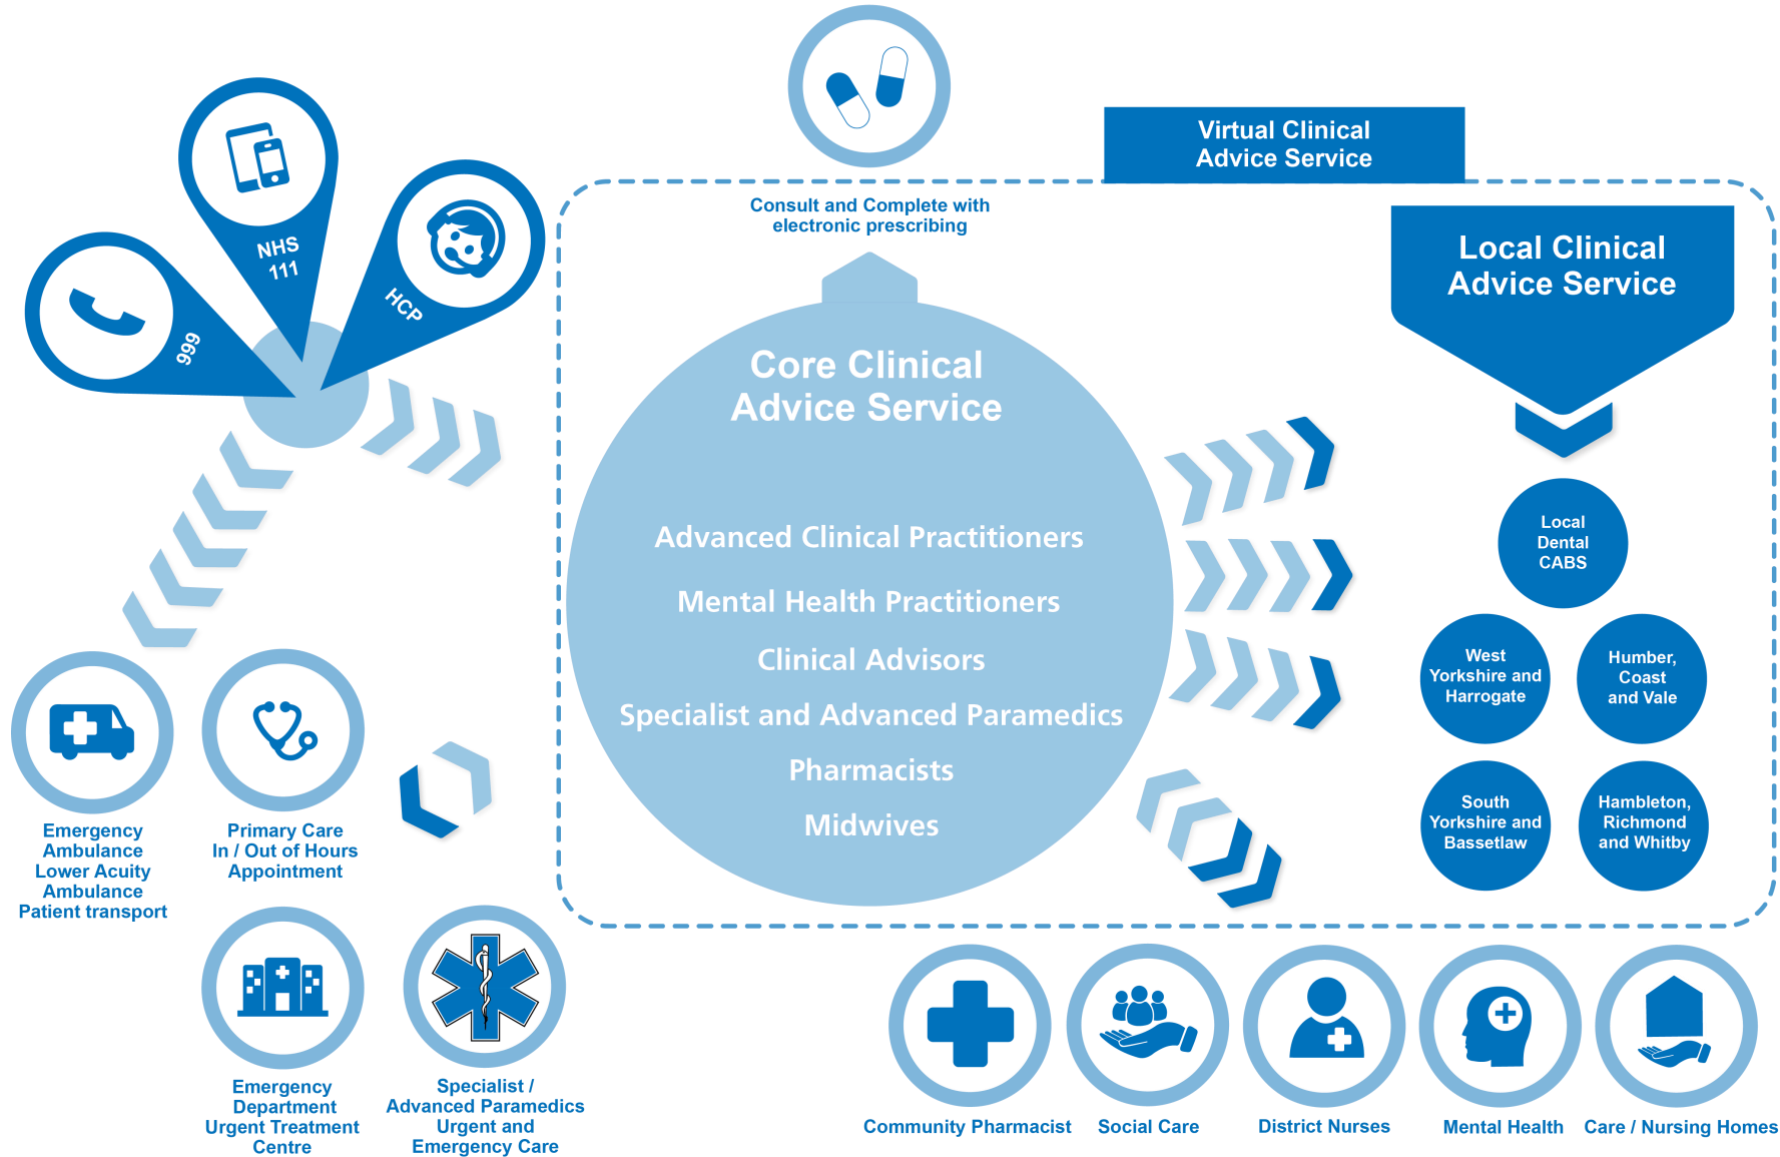 NHS
111
HCP
999
Consult and Complete with
electronic prescribing
Virtual Clinical
Advice Service
Local Clinical
Advice Service
Core Clinical
Advice Service
Advanced Clinical Practitioners
Mental Health Practitioners
Clinical Advisors
Specialist and Advanced Paramedics
Pharmacists
Midwives
Local
Dental
CABS
West
Yorkshire and
Harrogate
Humber,
Coast
and Vale
South
Yorkshire and
Bassetlaw
Hambleton,
Richmond
and Whitby
Emergency
Ambulance
Lower Acuity
Ambulance
Patient transport
Primary Care
In / Out of Hours
Appointment
Emergency
Department
Urgent Treatment
Centre
Specialist /
Advanced Paramedics
Urgent and
Emergency Care
Community Pharmacist
Social Care
District Nurses
Mental Health
Care / Nursing Homes